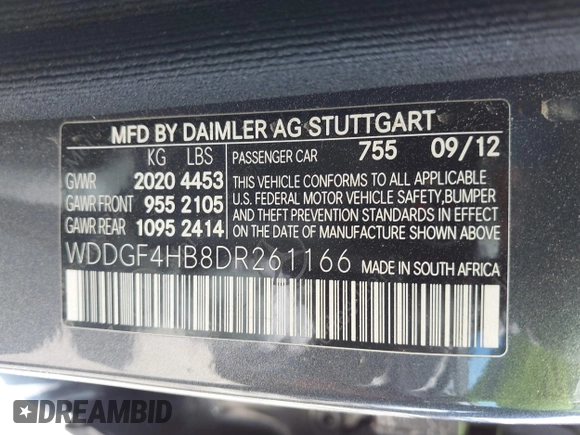 MFD BY DAIMLER AG STUTTGART
KG LBS PASSENGER CAR 755 09/12
GVWR 2020 4453 THIS VEHICLE CONFORMS TO ALL APPLICABLE
GAWR FRONT 955 2105 U.S. FEDERAL MOTOR VEHICLE SAFETY, BUMPER
GAWR REAR 1095 2414 AND THEFT PREVENTION STANDARDS IN EFFECT
ON THE DATE OF MANUFACTURE SHOWN ABOVE.
WDDGF4HB8DR261166 MADE IN SOUTH AFRICA
DREAMBID